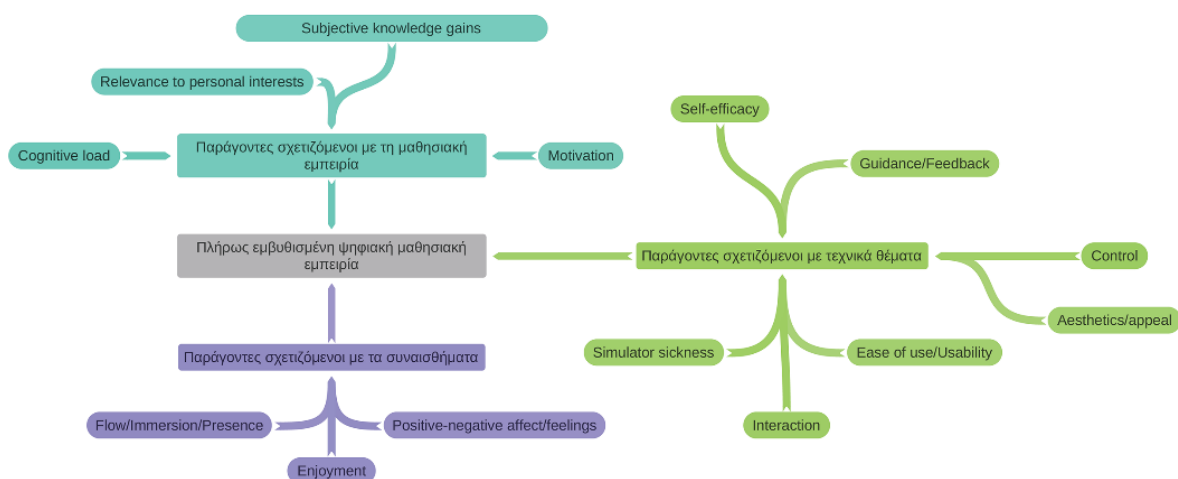 Subjective knowledge gains
Relevance to personal interests
Cognitive load
Παράγοντες σχετιζόμενοι με τη μαθησιακή
εμπειρία
Motivation
Πλήρως εμβυθισμένη ψηφιακή μαθησιακή
εμπειρία
Παράγοντες σχετιζόμενοι με τα συναισθήματα
Flow/Immersion/Presence
Positive-negative affect/feelings
Enjoyment
Self-efficacy
Guidance/Feedback
Παράγοντες σχετιζόμενοι με τεχνικά θέματα
Control
Aesthetics/appeal
Simulator sickness
Ease of use/Usability
Interaction